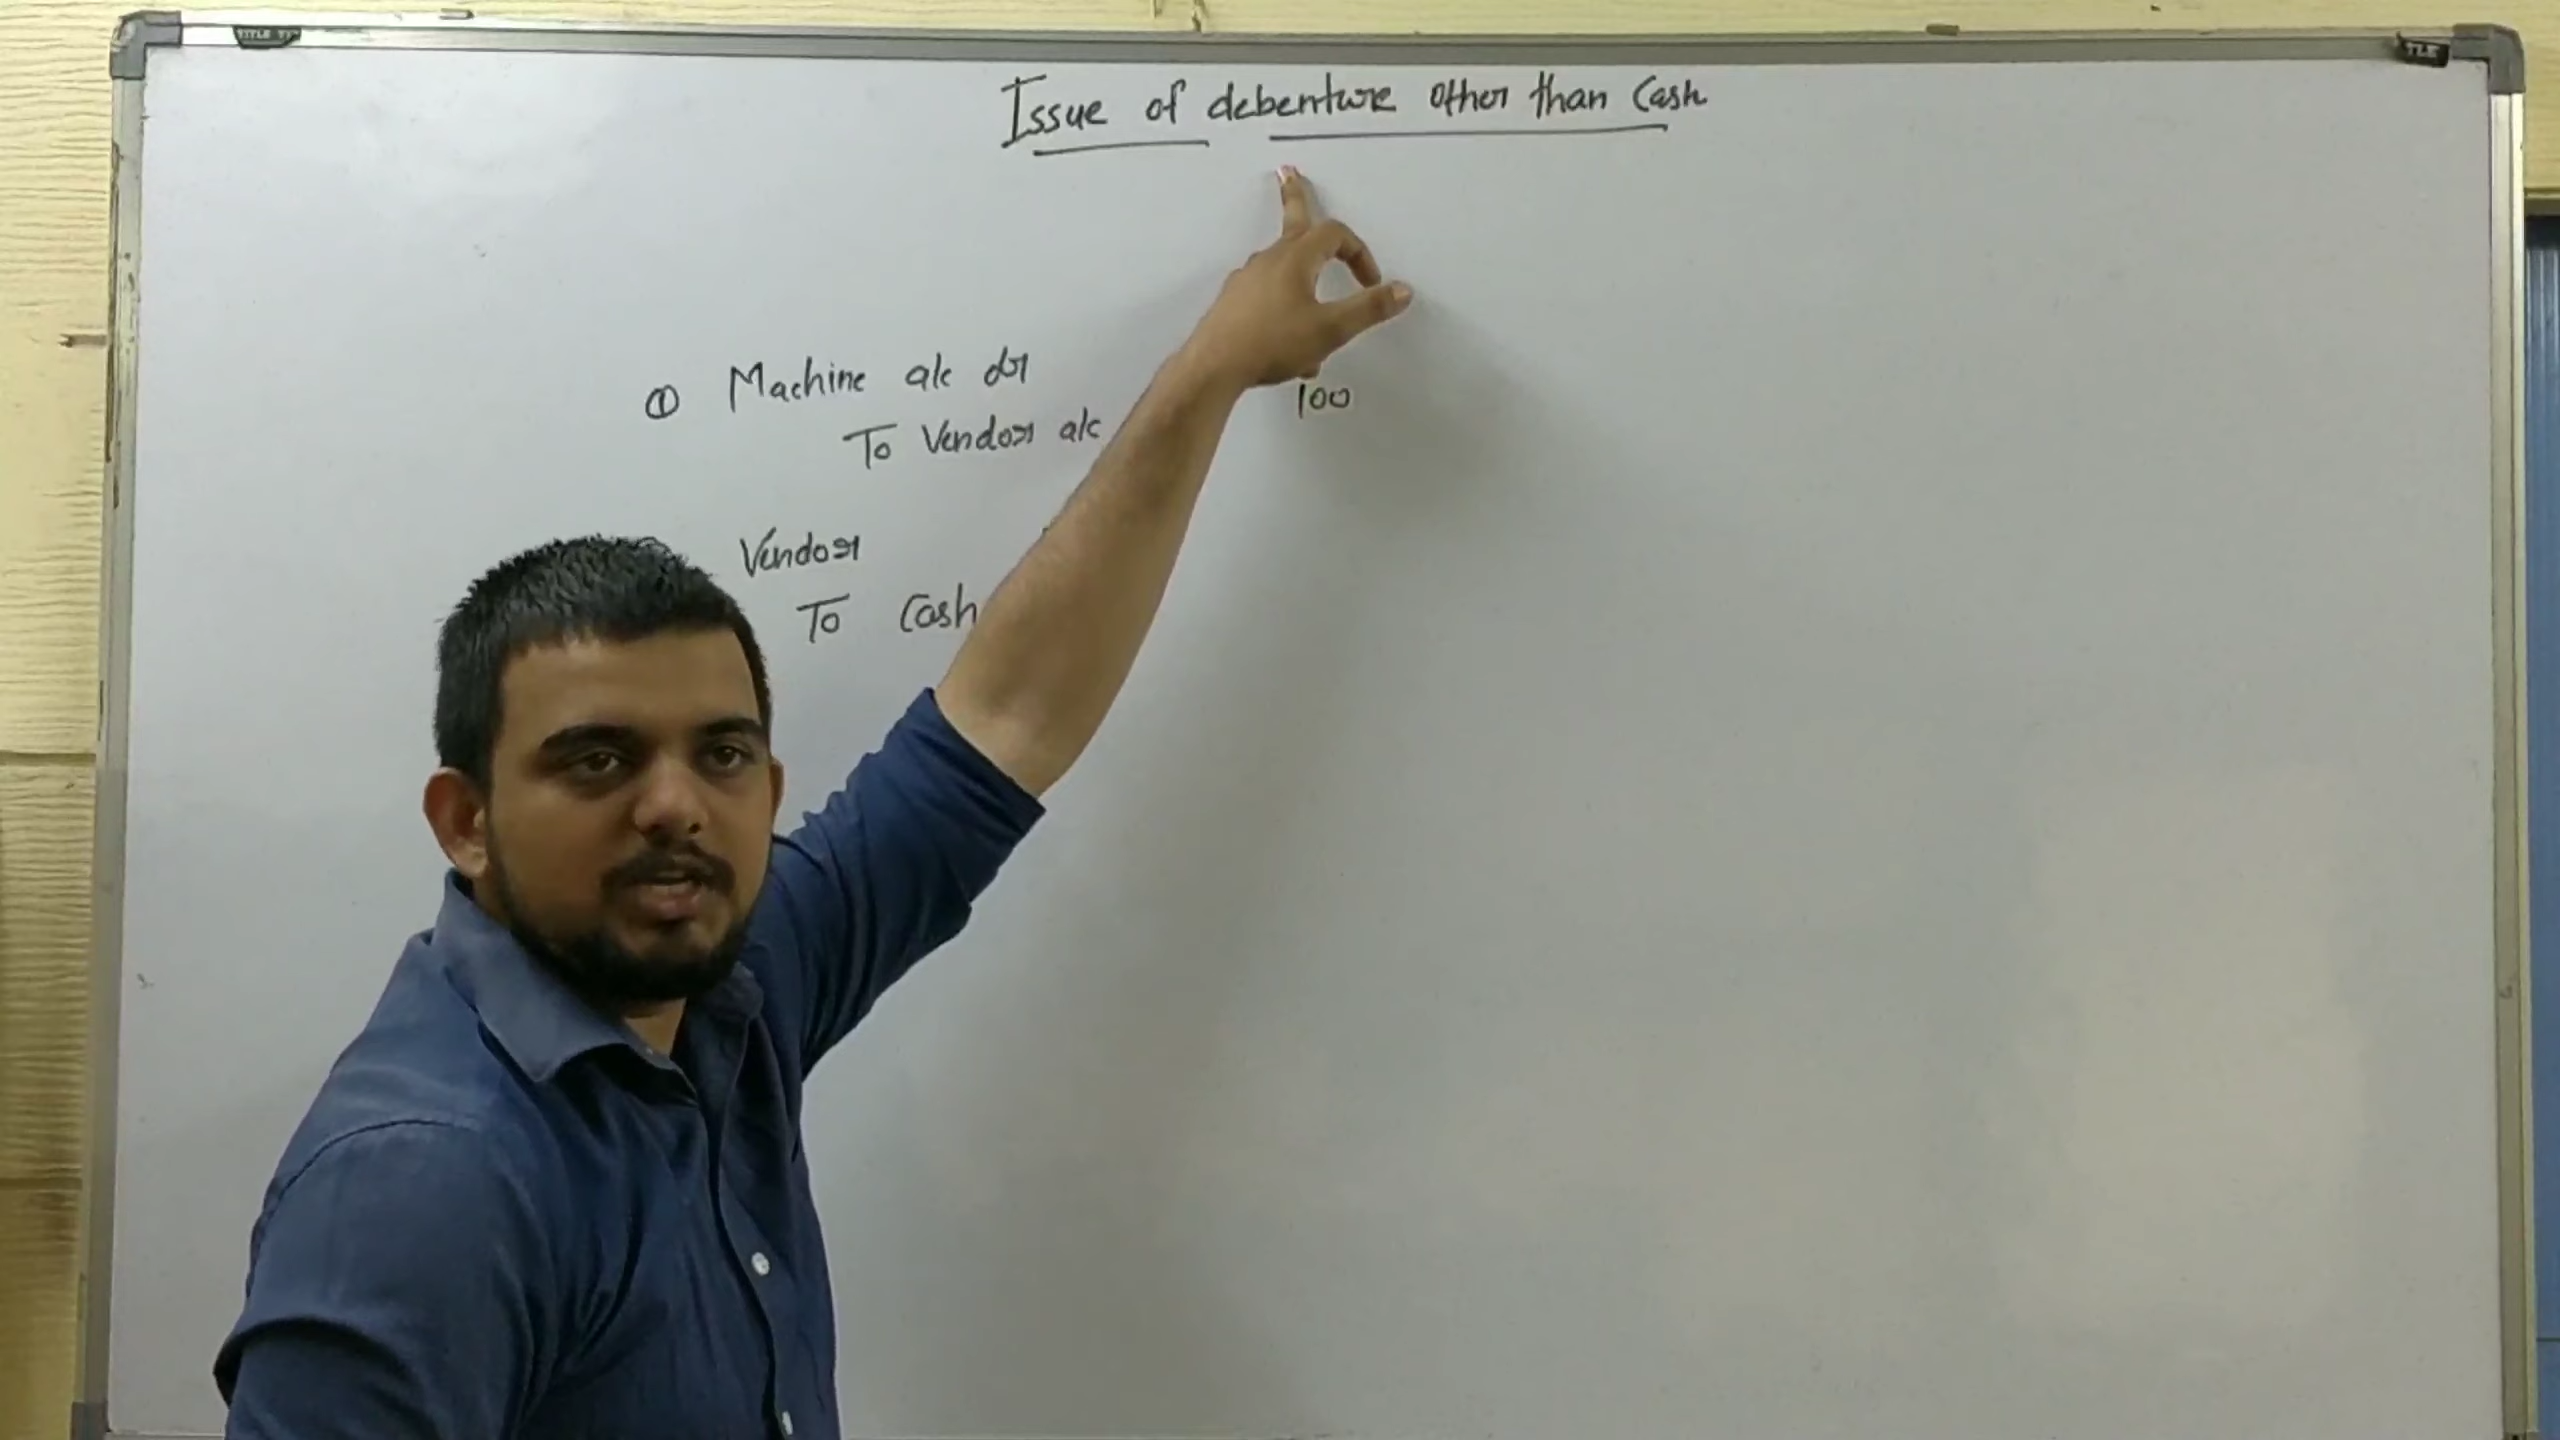 Issue of debenture other than Cash
① Machine a/c dr 100
To Vendor a/c
Vendor
To Cash